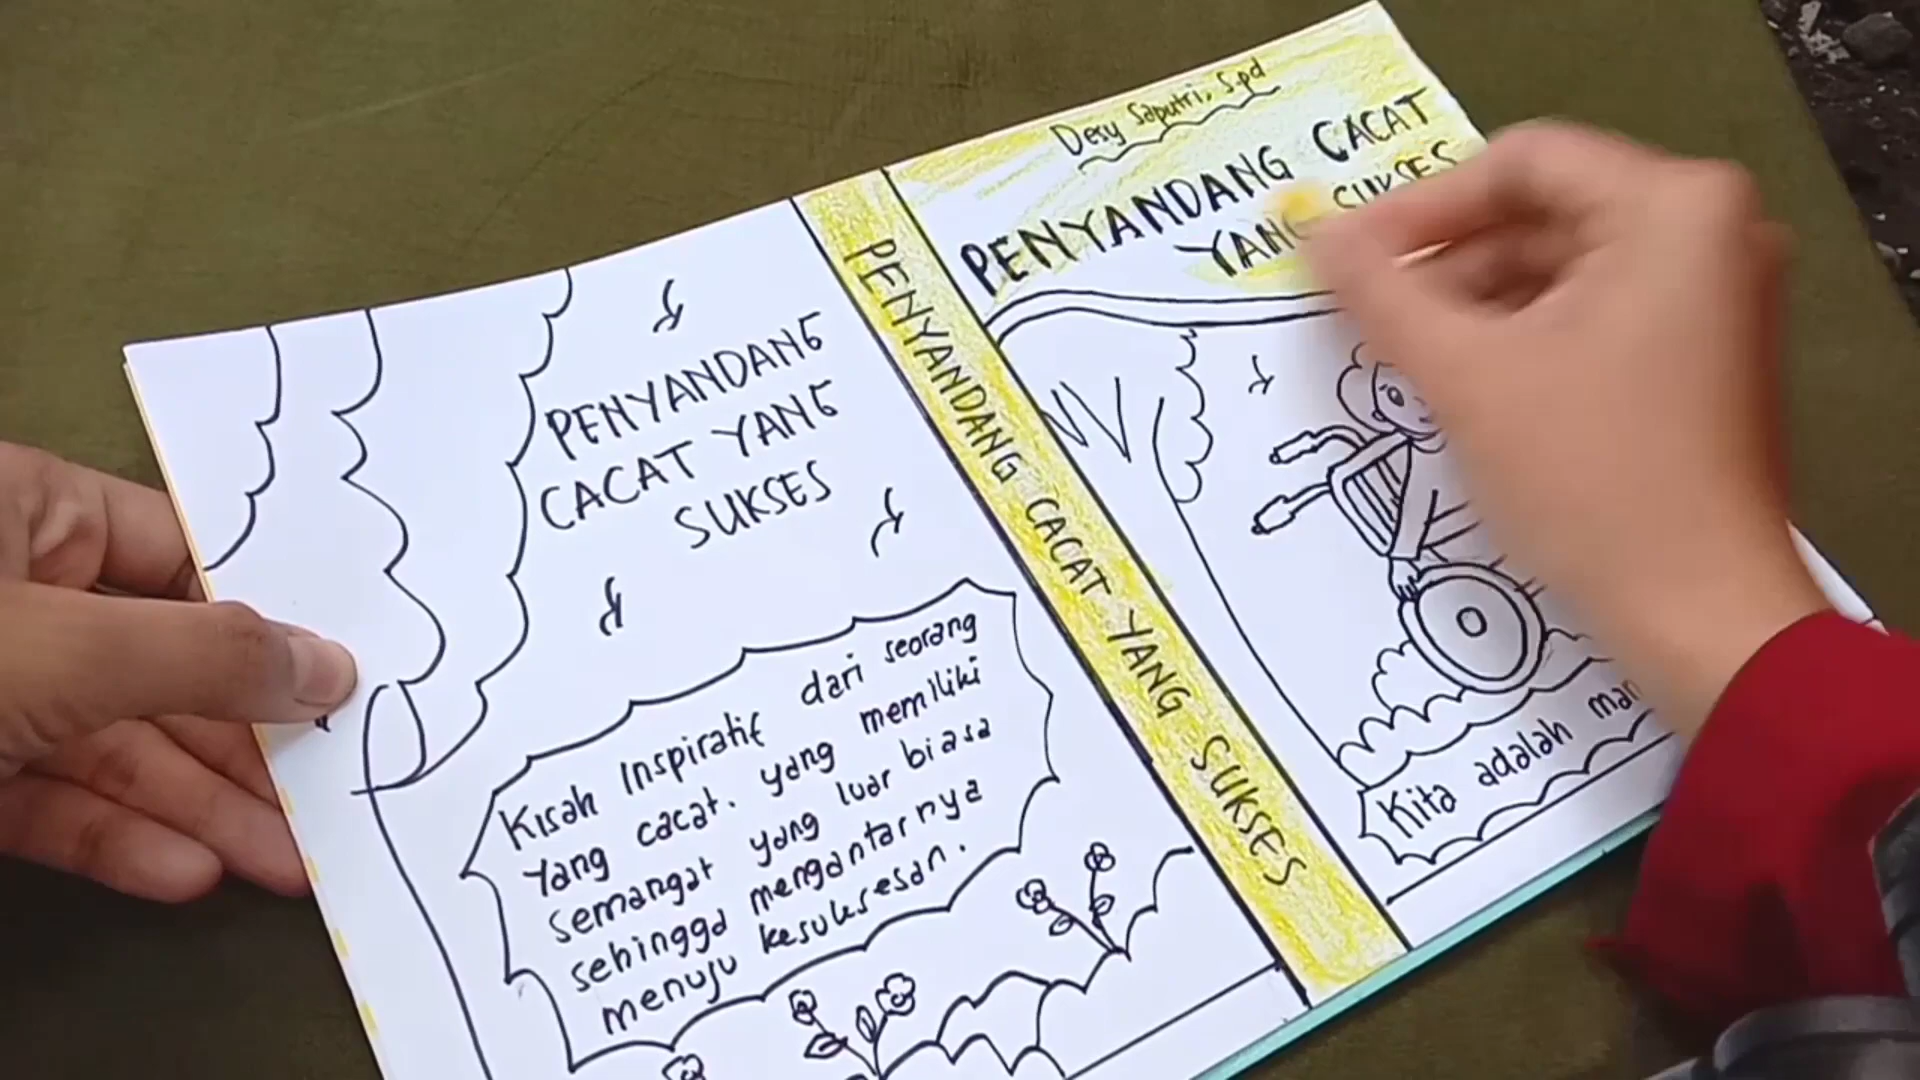 PENYANDANG
CACAT YANG
SUKSES
Kisah Inspiratif dari seorang
Yang cacat. yang memiliki
semangat yang luar biasa
sehingga mengantarnya
menuju kesuksesan.
PENYANDANG CACAT YANG SUKSES
Desy Saputri, S.pd
PENYANDANG CACAT
YANG SUKSES
Kita adalah